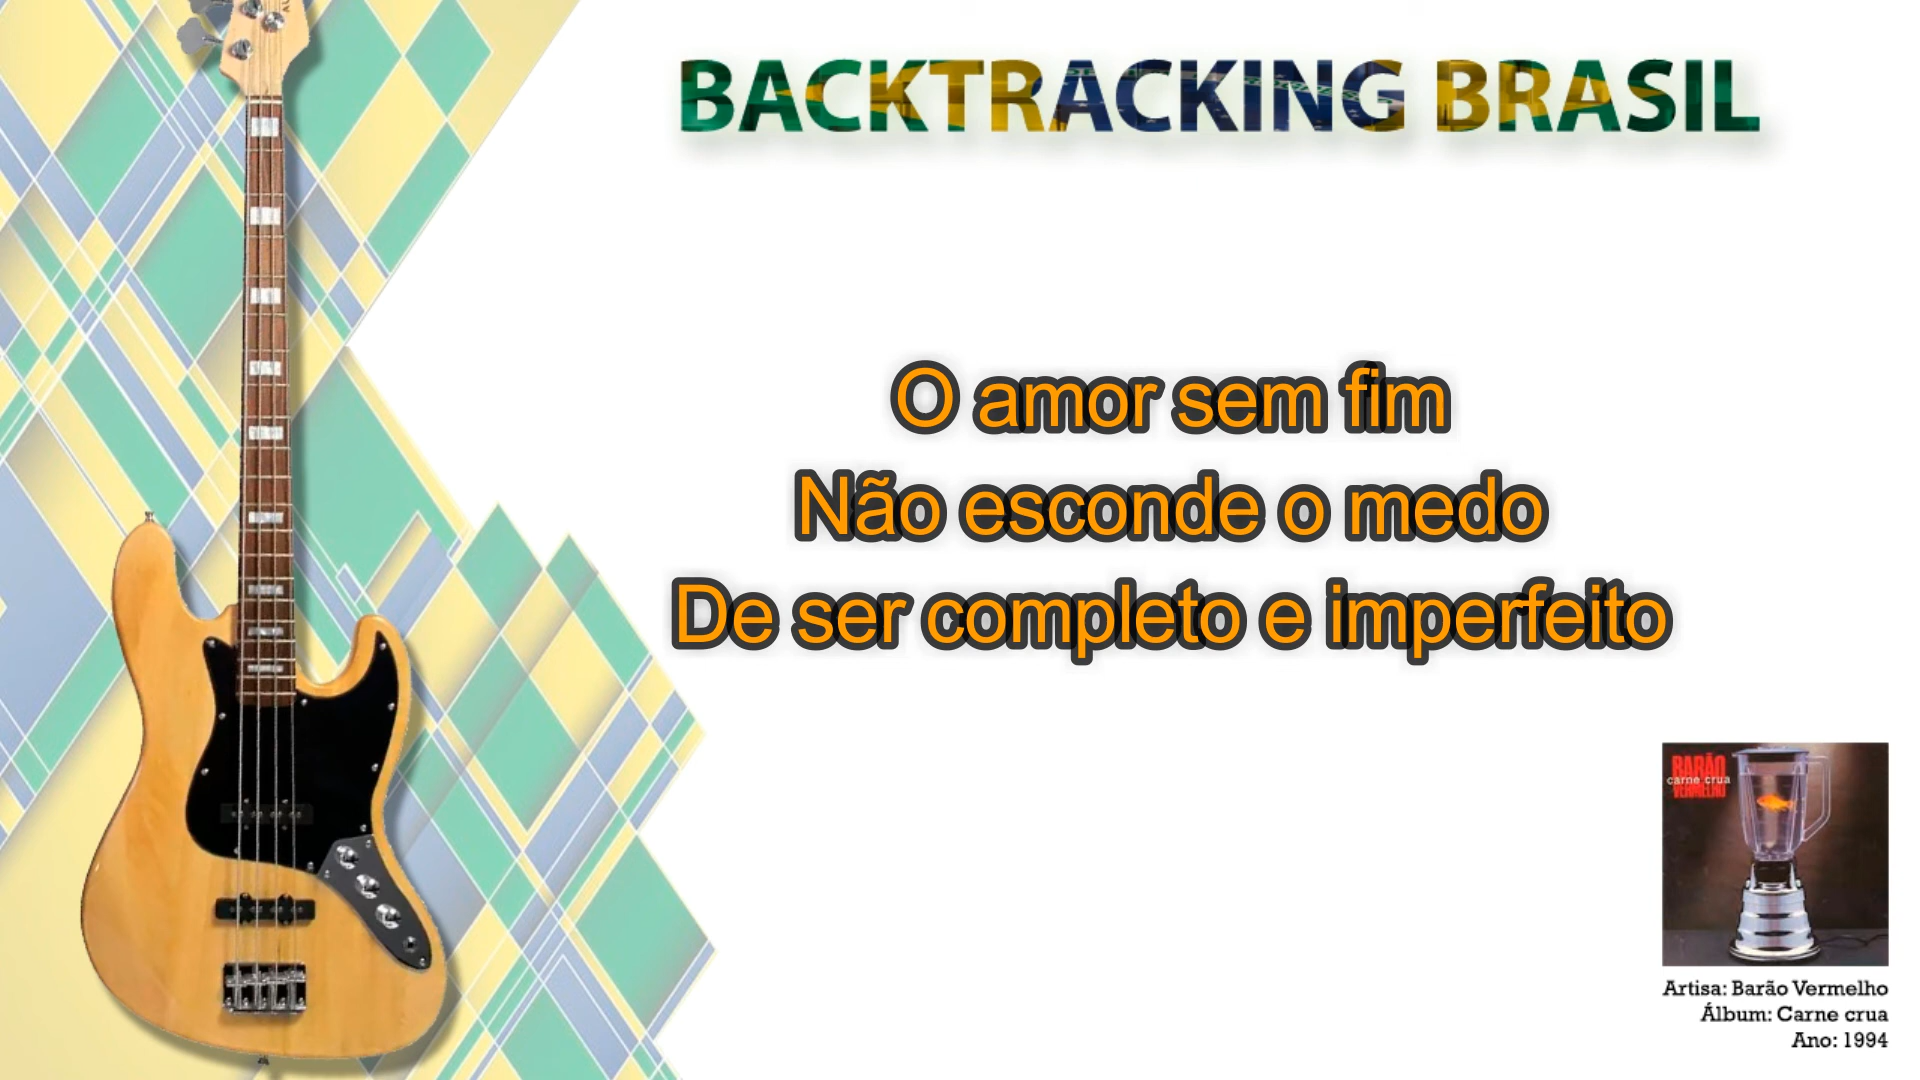 BACKTRACKING BRASIL
O amor sem fim
Não esconde o medo
De ser completo e imperfeito
BARÃO
carne crua
VERMELHO
Artisa: Barão Vermelho
Álbum: Carne crua
Ano: 1994